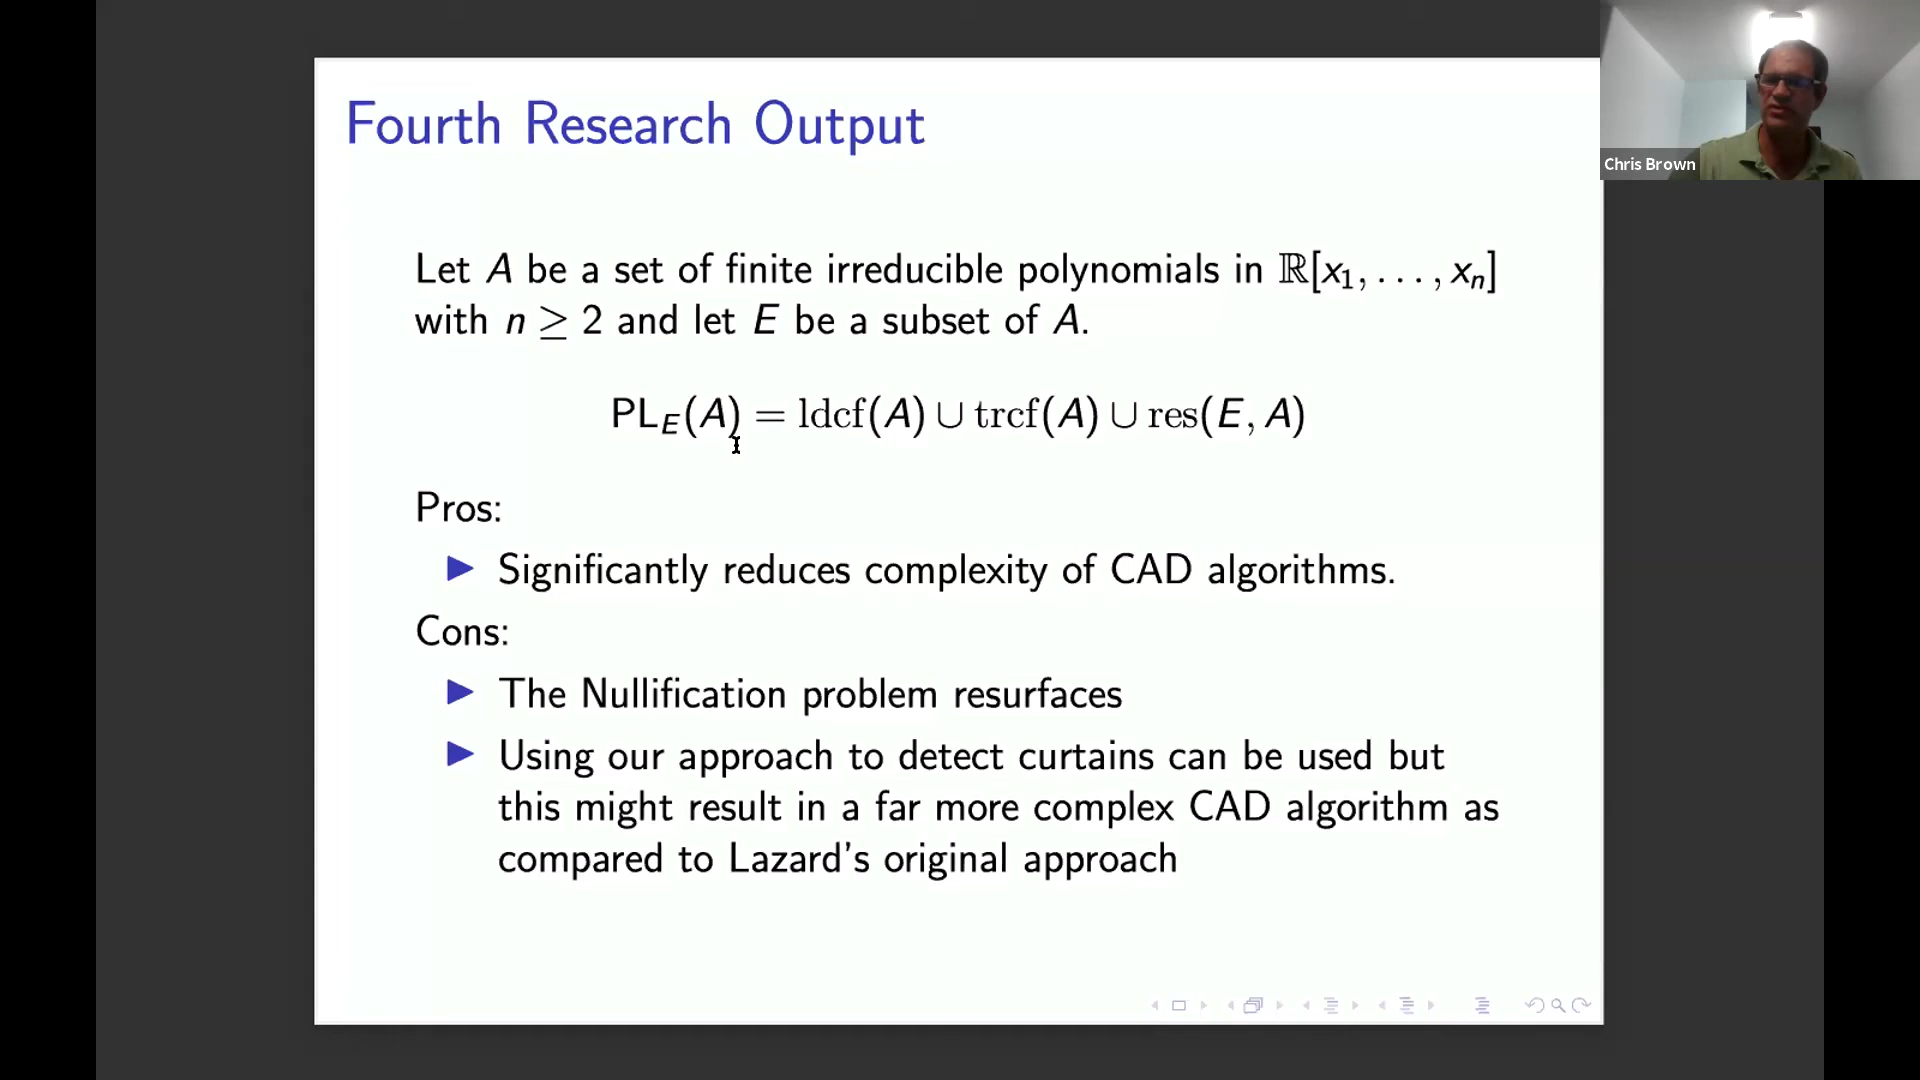 Fourth Research Output
Chris Brown
Let A be a set of finite irreducible polynomials in ℝ[x₁, . . . , xₙ]
with n ≥ 2 and let E be a subset of A.
PL_E(A) = ldcf(A) ∪ trcf(A) ∪ res(E, A)
Pros:
▶ Significantly reduces complexity of CAD algorithms.
Cons:
▶ The Nullification problem resurfaces
▶ Using our approach to detect curtains can be used but
this might result in a far more complex CAD algorithm as
compared to Lazard's original approach